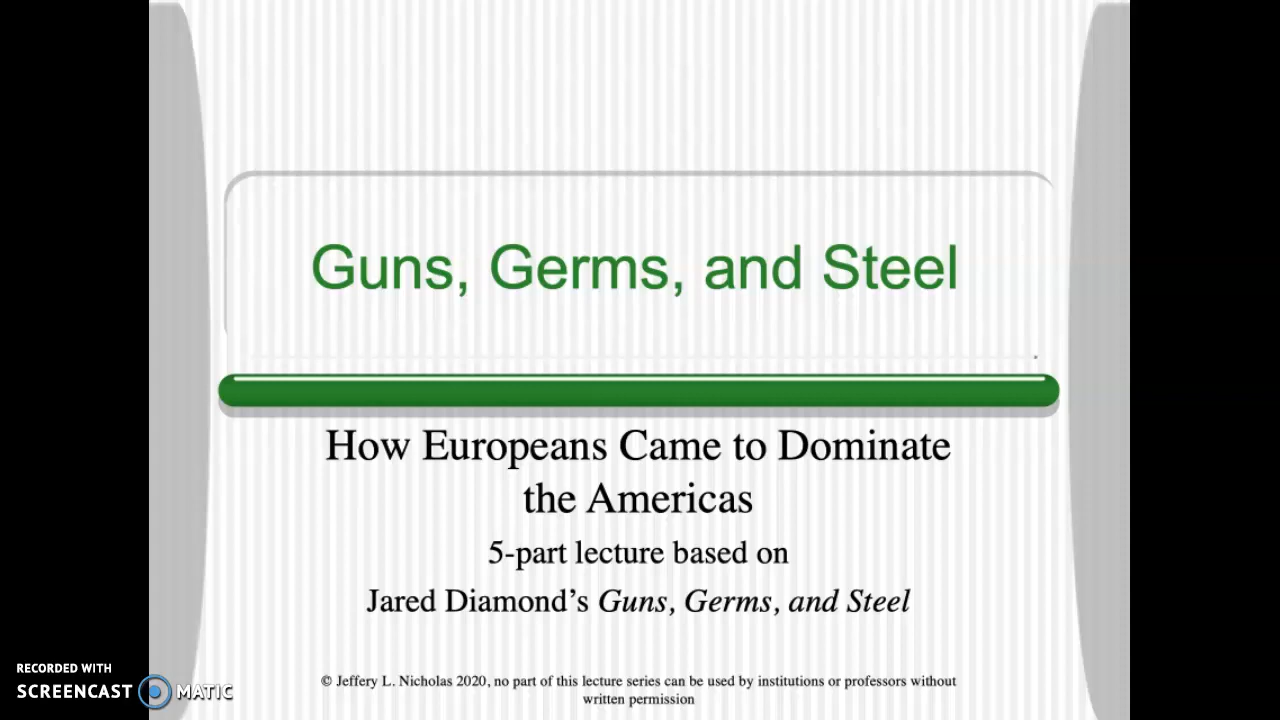 Guns, Germs, and Steel
How Europeans Came to Dominate
the Americas
5-part lecture based on
Jared Diamond’s Guns, Germs, and Steel
© Jeffery L. Nicholas 2020, no part of this lecture series can be used by institutions or professors without
written permission
RECORDED WITH
SCREENCAST MATIC